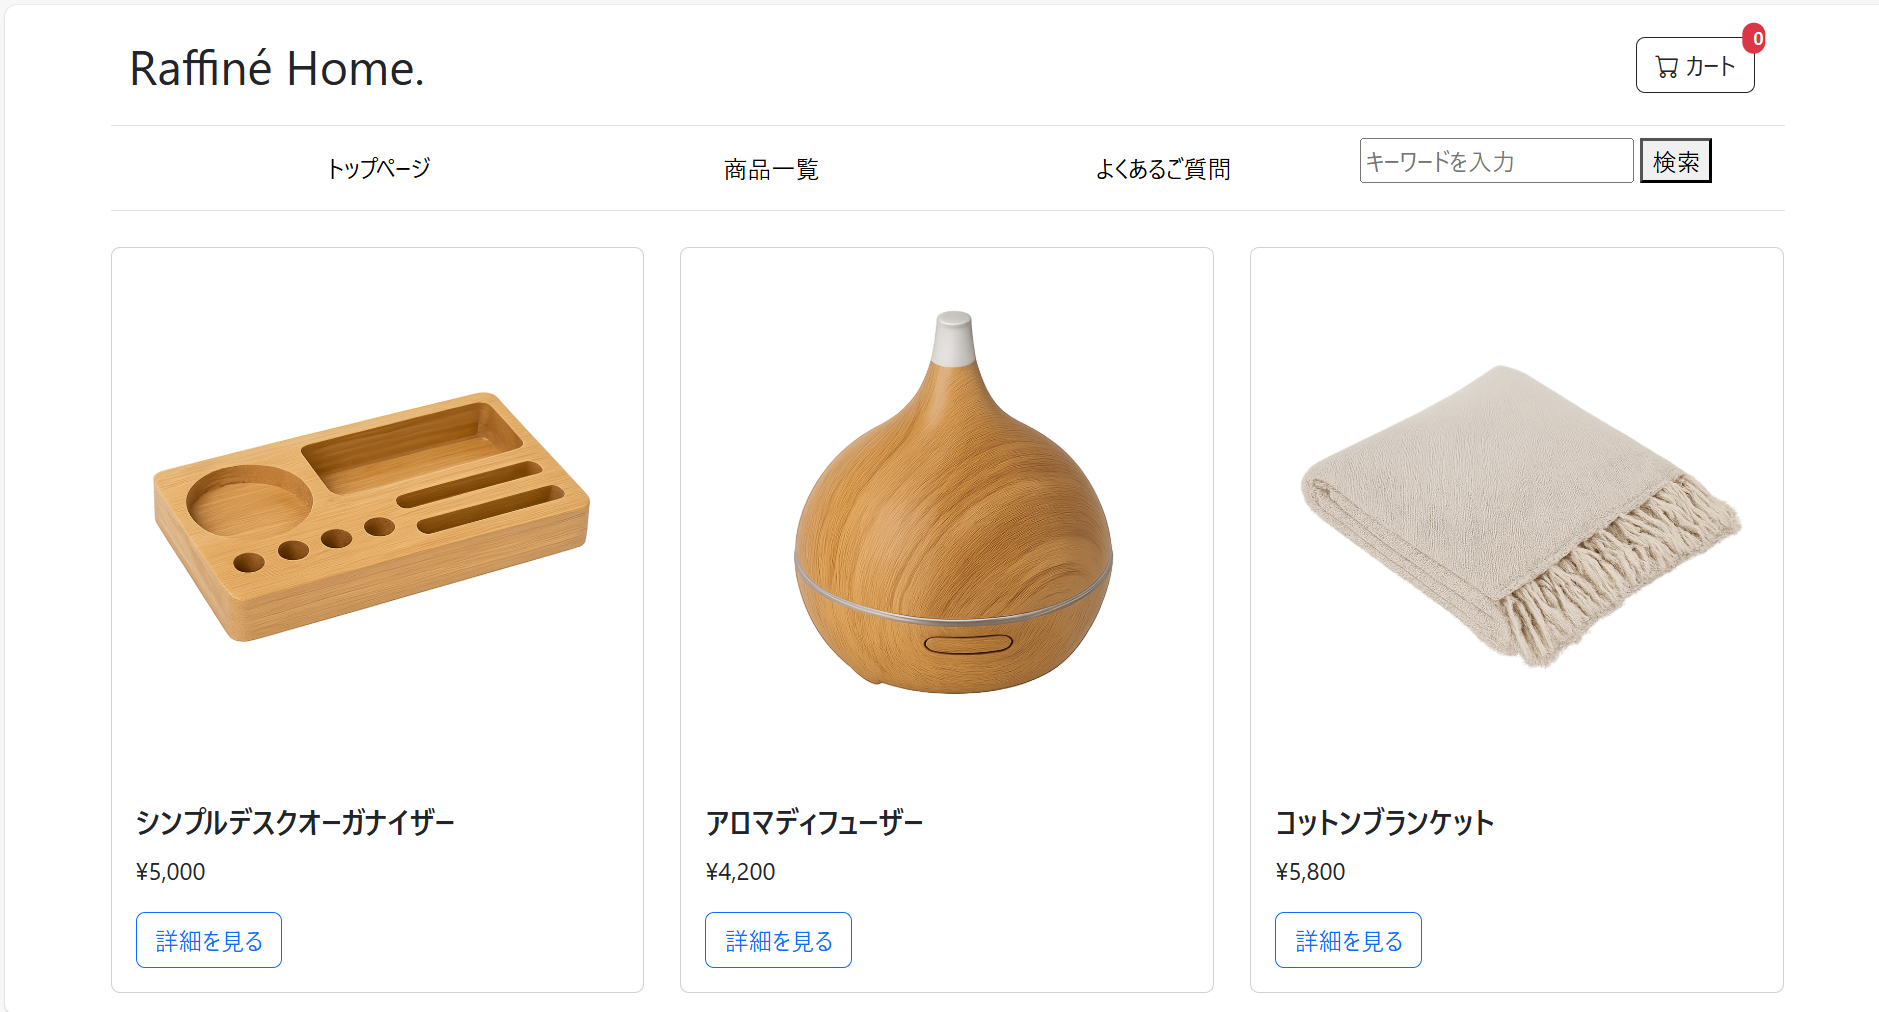 Raffiné Home.
カート
0
トップページ
商品一覧
よくあるご質問
キーワードを入力
検索
シンプルデスクオーガナイザー
¥5,000
詳細を見る
アロマディフューザー
¥4,200
詳細を見る
コットンブランケット
¥5,800
詳細を見る